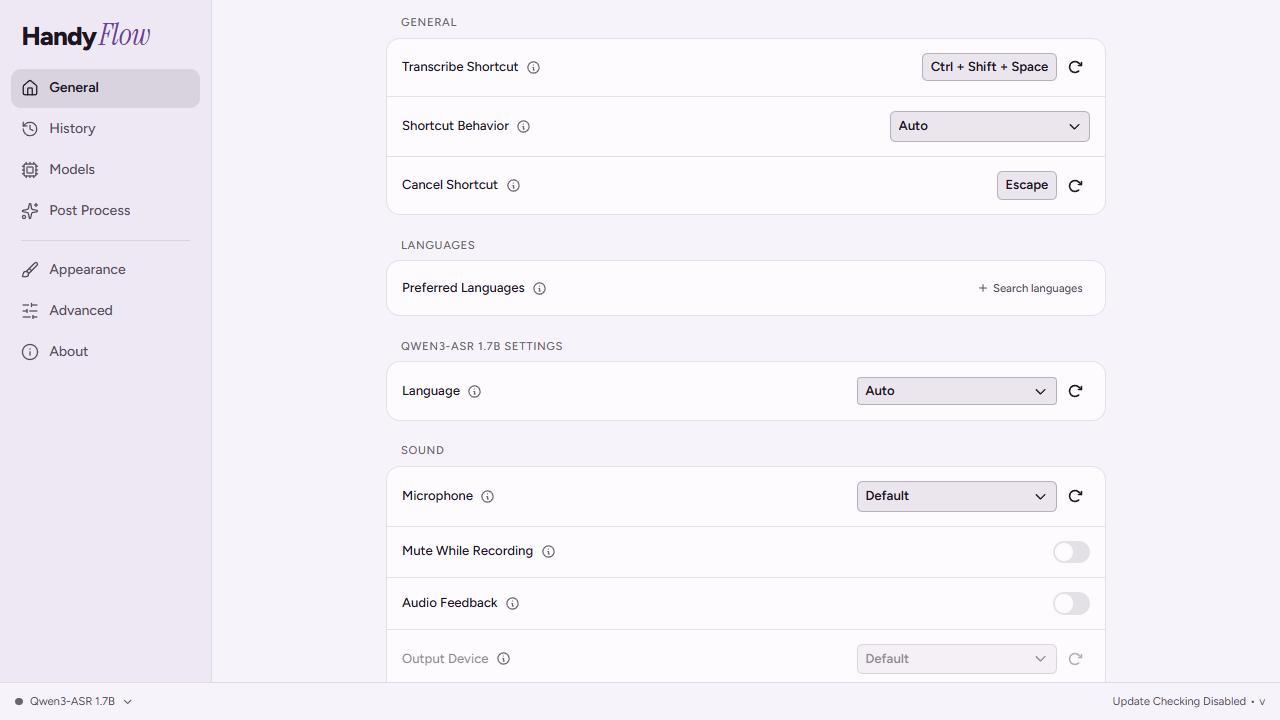 Handy Flow
General
History
Models
Post Process
Appearance
Advanced
About
GENERAL
Transcribe Shortcut
Ctrl + Shift + Space
Shortcut Behavior
Auto
Cancel Shortcut
Escape
LANGUAGES
Preferred Languages
+ Search languages
QWEN3-ASR 1.7B SETTINGS
Language
Auto
SOUND
Microphone
Default
Mute While Recording
Audio Feedback
Output Device
Default
Qwen3-ASR 1.7B
Update Checking Disabled • v